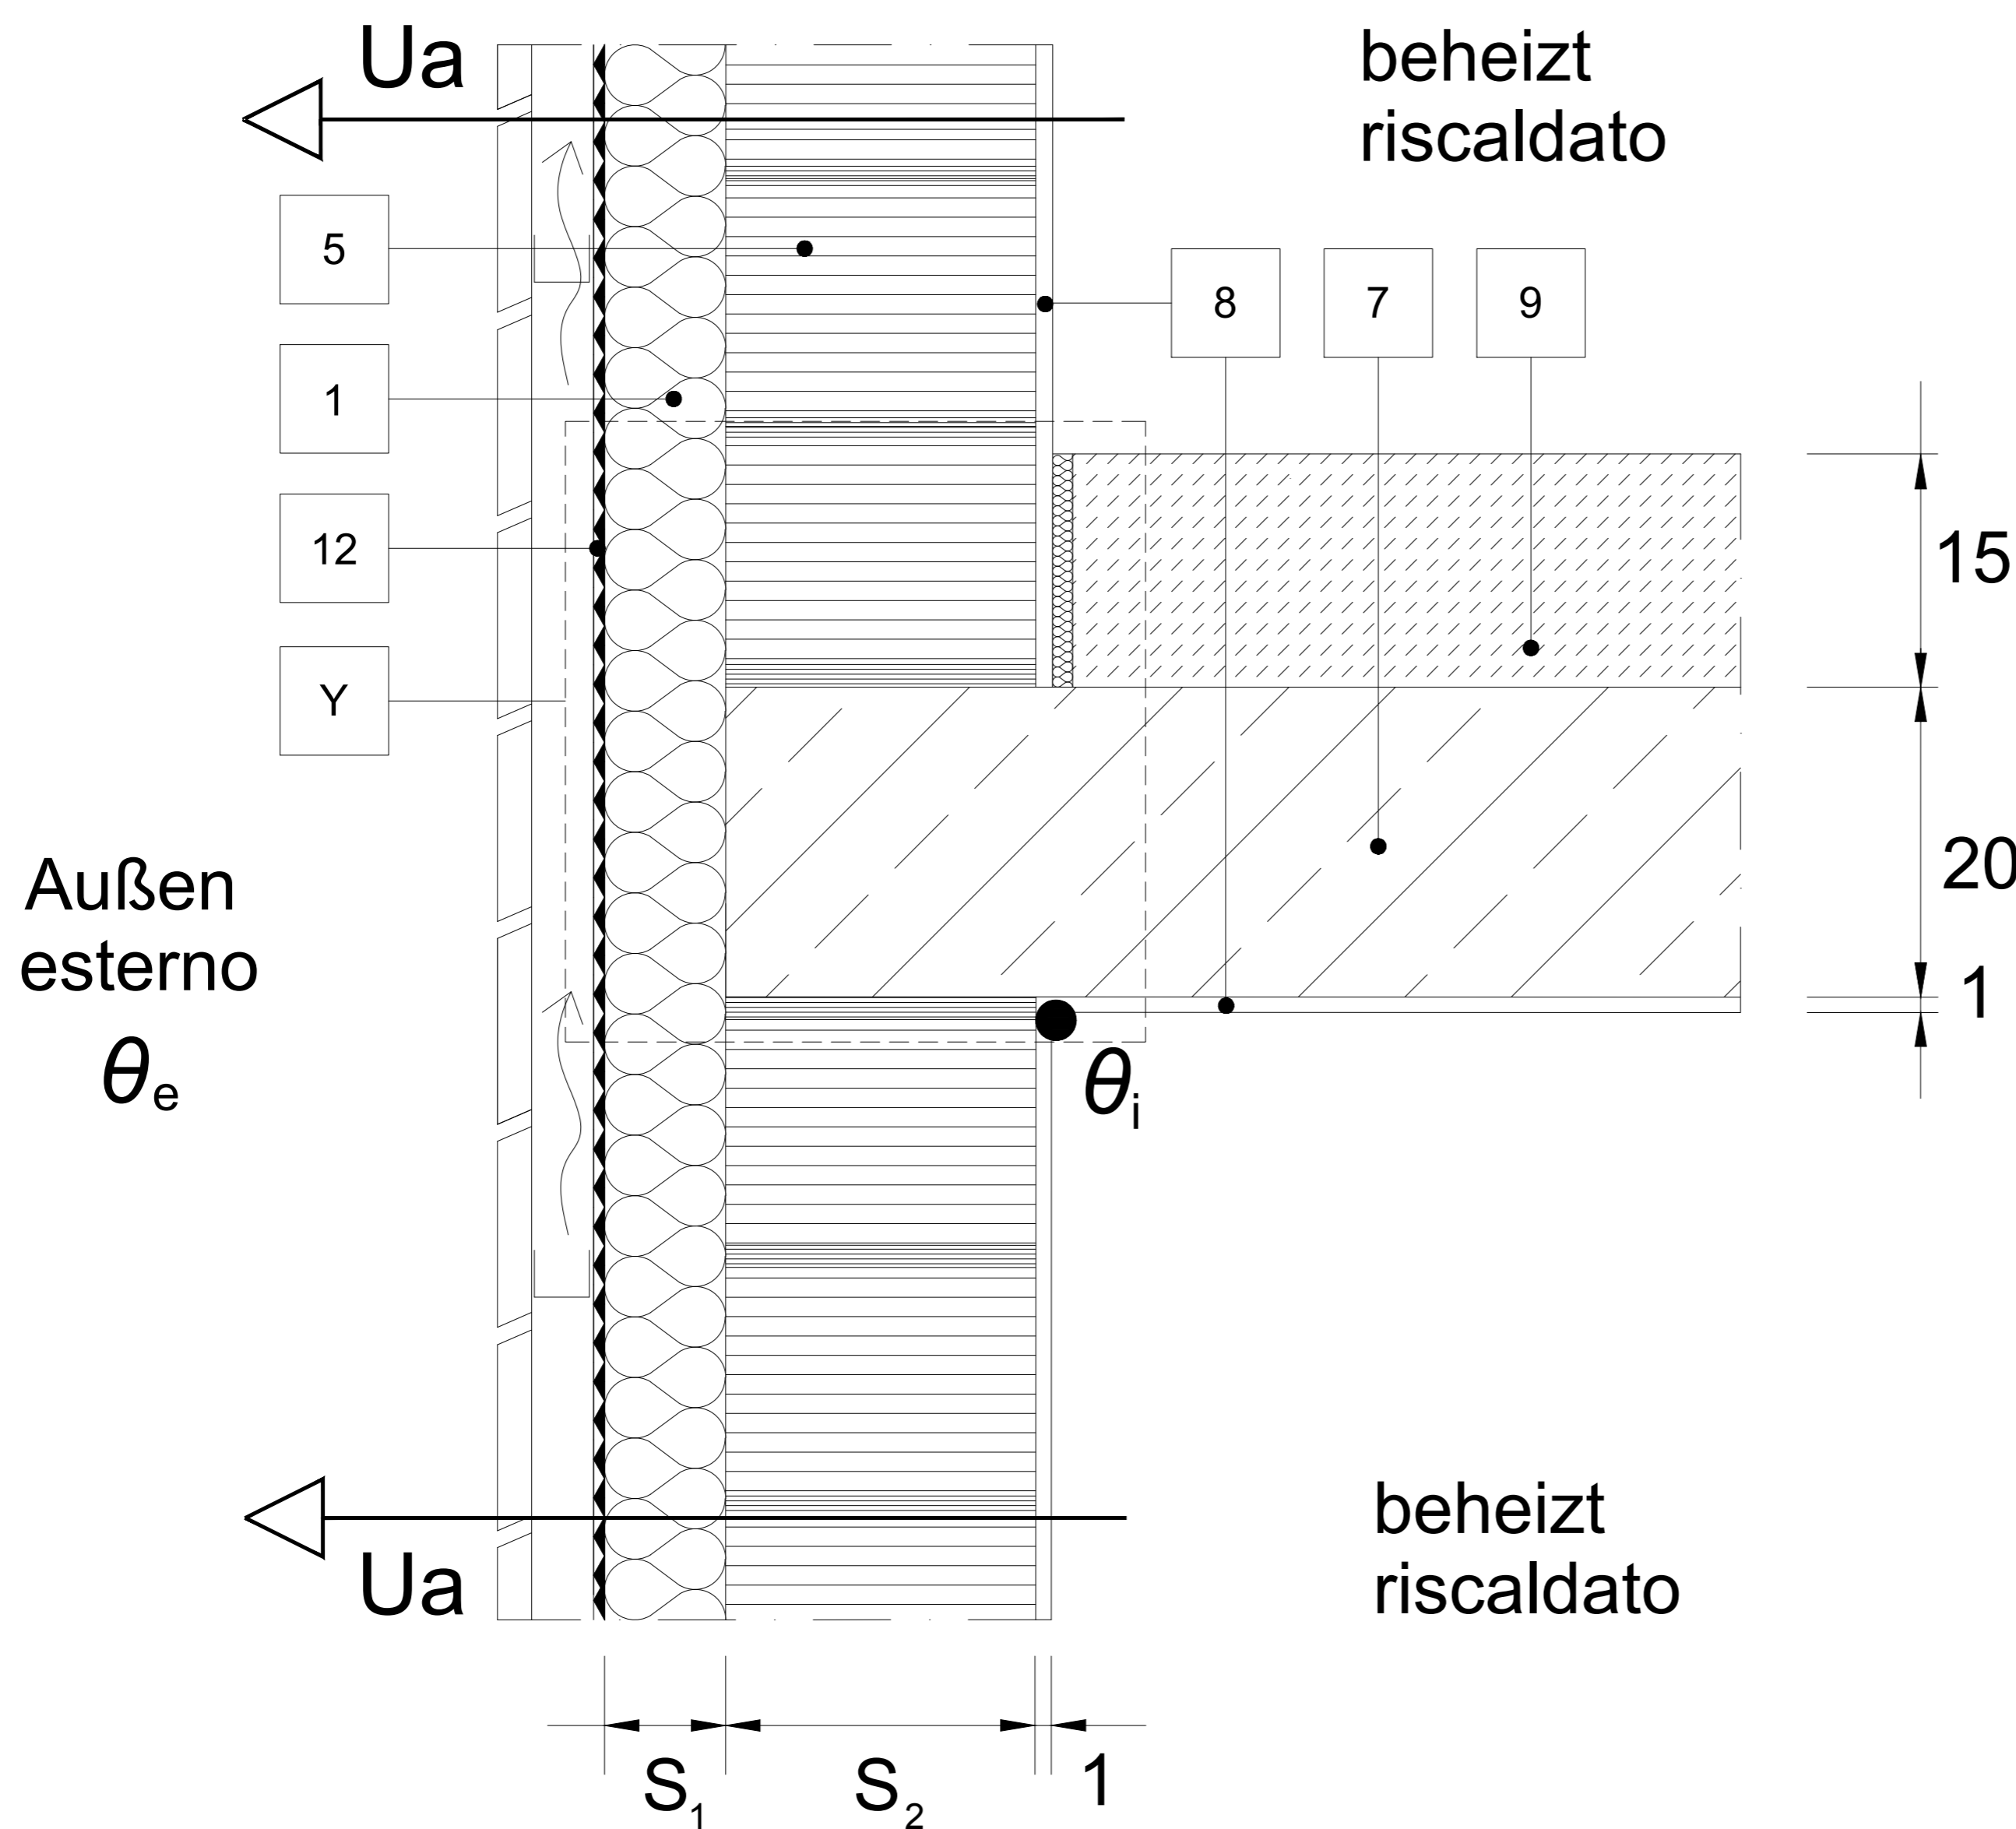 Ua
beheizt
riscaldato
5
8
7
9
1
12
15
Y
Außen
esterno
θe
20
1
θi
beheizt
riscaldato
Ua
S1
S2
1